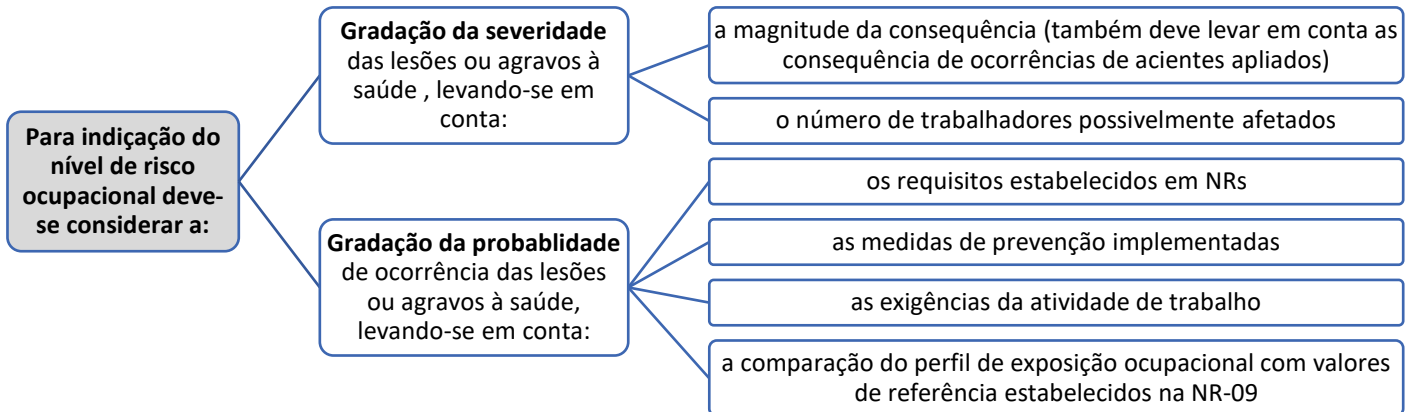 Para indicação do
nível de risco
ocupacional deve-
se considerar a:
Gradação da severidade
das lesões ou agravos à
saúde , levando-se em
conta:
a magnitude da consequência (também deve levar em conta as
consequência de ocorrências de acientes apliados)
o número de trabalhadores possivelmente afetados
Gradação da probablidade
de ocorrência das lesões
ou agravos à saúde,
levando-se em conta:
os requisitos estabelecidos em NRs
as medidas de prevenção implementadas
as exigências da atividade de trabalho
a comparação do perfil de exposição ocupacional com valores
de referência estabelecidos na NR-09